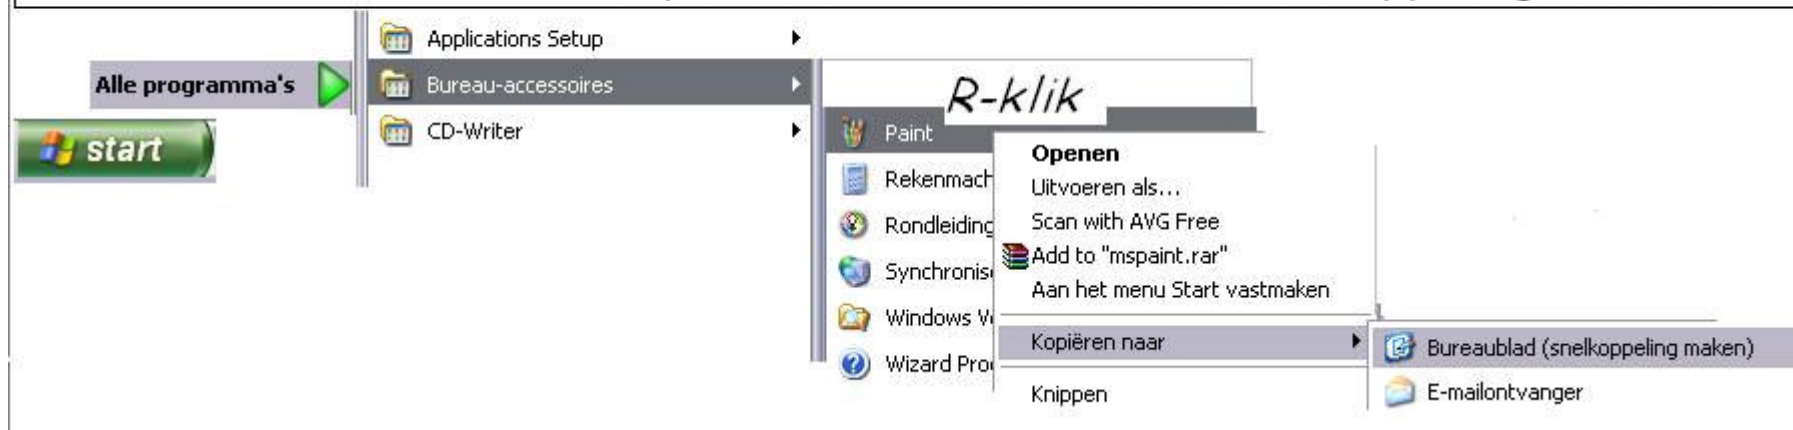 Applications Setup
Alle programma's
Bureau-accessoires
R-klik
start
CD-Writer
Paint
Openen
Rekenmach
Uitvoeren als...
Rondleiding
Scan with AVG Free
Add to "mspaint.rar"
Synchronis
Aan het menu Start vastmaken
Windows V
Kopiëren naar
Bureaublad (snelkoppeling maken)
Wizard Pro
Knippen
E-mailontvanger